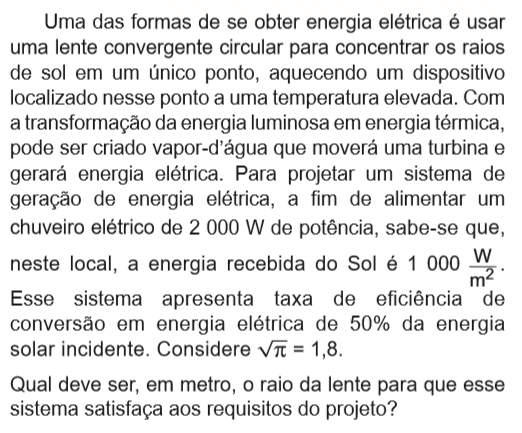 Uma das formas de se obter energia elétrica é usar
uma lente convergente circular para concentrar os raios
de sol em um único ponto, aquecendo um dispositivo
localizado nesse ponto a uma temperatura elevada. Com
a transformação da energia luminosa em energia térmica,
pode ser criado vapor-d'água que moverá uma turbina e
gerará energia elétrica. Para projetar um sistema de
geração de energia elétrica, a fim de alimentar um
chuveiro elétrico de 2 000 W de potência, sabe-se que,
neste local, a energia recebida do Sol é 1 000 W/m².
Esse sistema apresenta taxa de eficiência de
conversão em energia elétrica de 50% da energia
solar incidente. Considere √π = 1,8.
Qual deve ser, em metro, o raio da lente para que esse
sistema satisfaça aos requisitos do projeto?